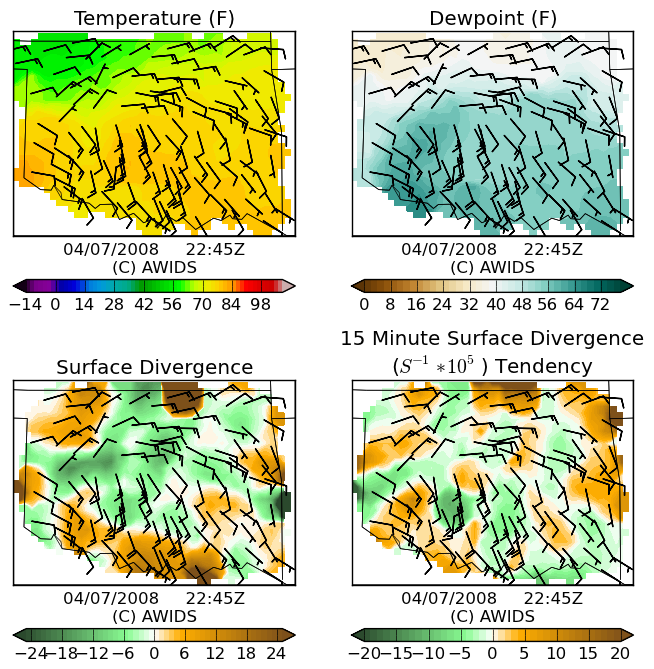 Temperature (F)
Dewpoint (F)
04/07/2008 22:45Z
(C) AWIDS
04/07/2008 22:45Z
(C) AWIDS
−14 0 14 28 42 56 70 84 98
0 8 16 24 32 40 48 56 64 72
Surface Divergence
15 Minute Surface Divergence
(S⁻¹ *10⁵ ) Tendency
04/07/2008 22:45Z
(C) AWIDS
04/07/2008 22:45Z
(C) AWIDS
−24 −18 −12 −6 0 6 12 18 24
−20 −15 −10 −5 0 5 10 15 20